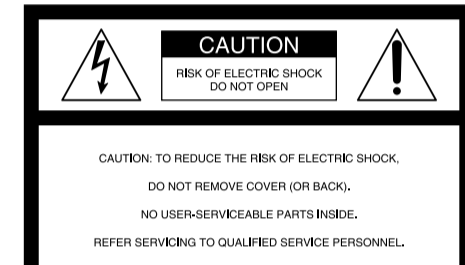 CAUTION
RISK OF ELECTRIC SHOCK
DO NOT OPEN
CAUTION: TO REDUCE THE RISK OF ELECTRIC SHOCK,
DO NOT REMOVE COVER (OR BACK).
NO USER-SERVICEABLE PARTS INSIDE.
REFER SERVICING TO QUALIFIED SERVICE PERSONNEL.